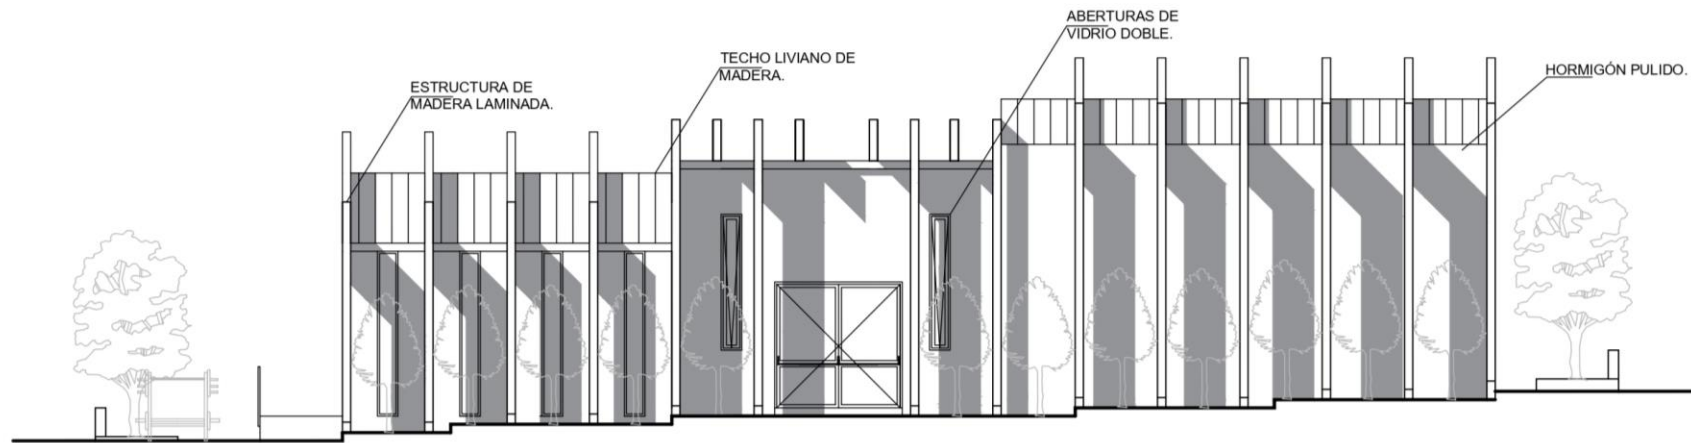 ESTRUCTURA DE
MADERA LAMINADA.
TECHO LIVIANO DE
MADERA.
ABERTURAS DE
VIDRIO DOBLE.
HORMIGÓN PULIDO.